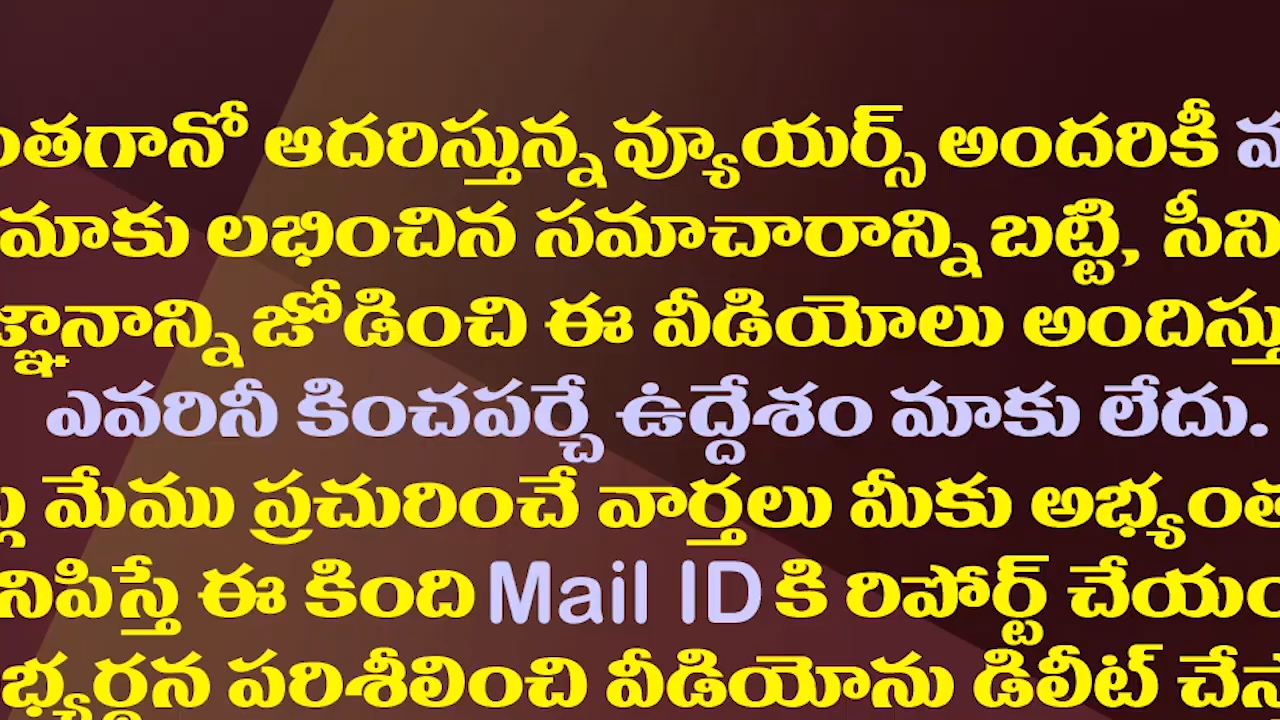 ంతగానో ఆదరిస్తున్న వ్యూయర్స్ అందరికీ
మాకు లభించిన సమాచారాన్ని బట్టి, సీని
జ్ఞానాన్ని జోడించి ఈ వీడియోలు అందిస్తు
ఎవరినీ కించపర్చే ఉద్దేశం మాకు లేదు.
మేము ప్రచురించే వార్తలు మీకు అభ్యంత
నిపిస్తే ఈ కింది Mail ID కి రిపోర్ట్ చేయం
భ్యర్థన పరిశీలించి వీడియోను డిలీట్ చేస